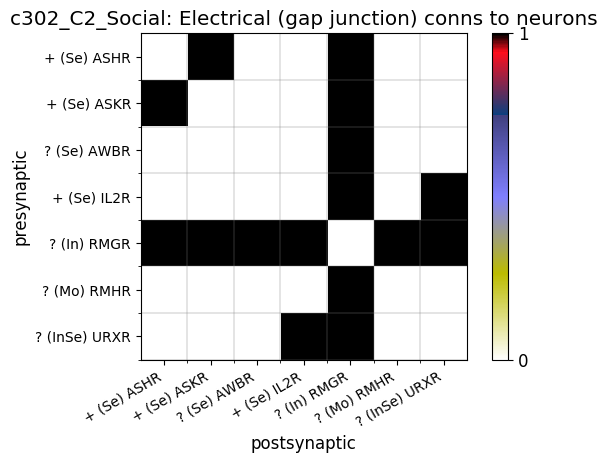 c302_C2_Social: Electrical (gap junction) conns to neurons
1
+ (Se) ASHR
+ (Se) ASKR
? (Se) AWBR
+ (Se) IL2R
? (In) RMGR
? (Mo) RMHR
? (InSe) URXR
presynaptic
0
+ (Se) ASHR
+ (Se) ASKR
? (Se) AWBR
+ (Se) IL2R
? (In) RMGR
? (Mo) RMHR
? (InSe) URXR
postsynaptic